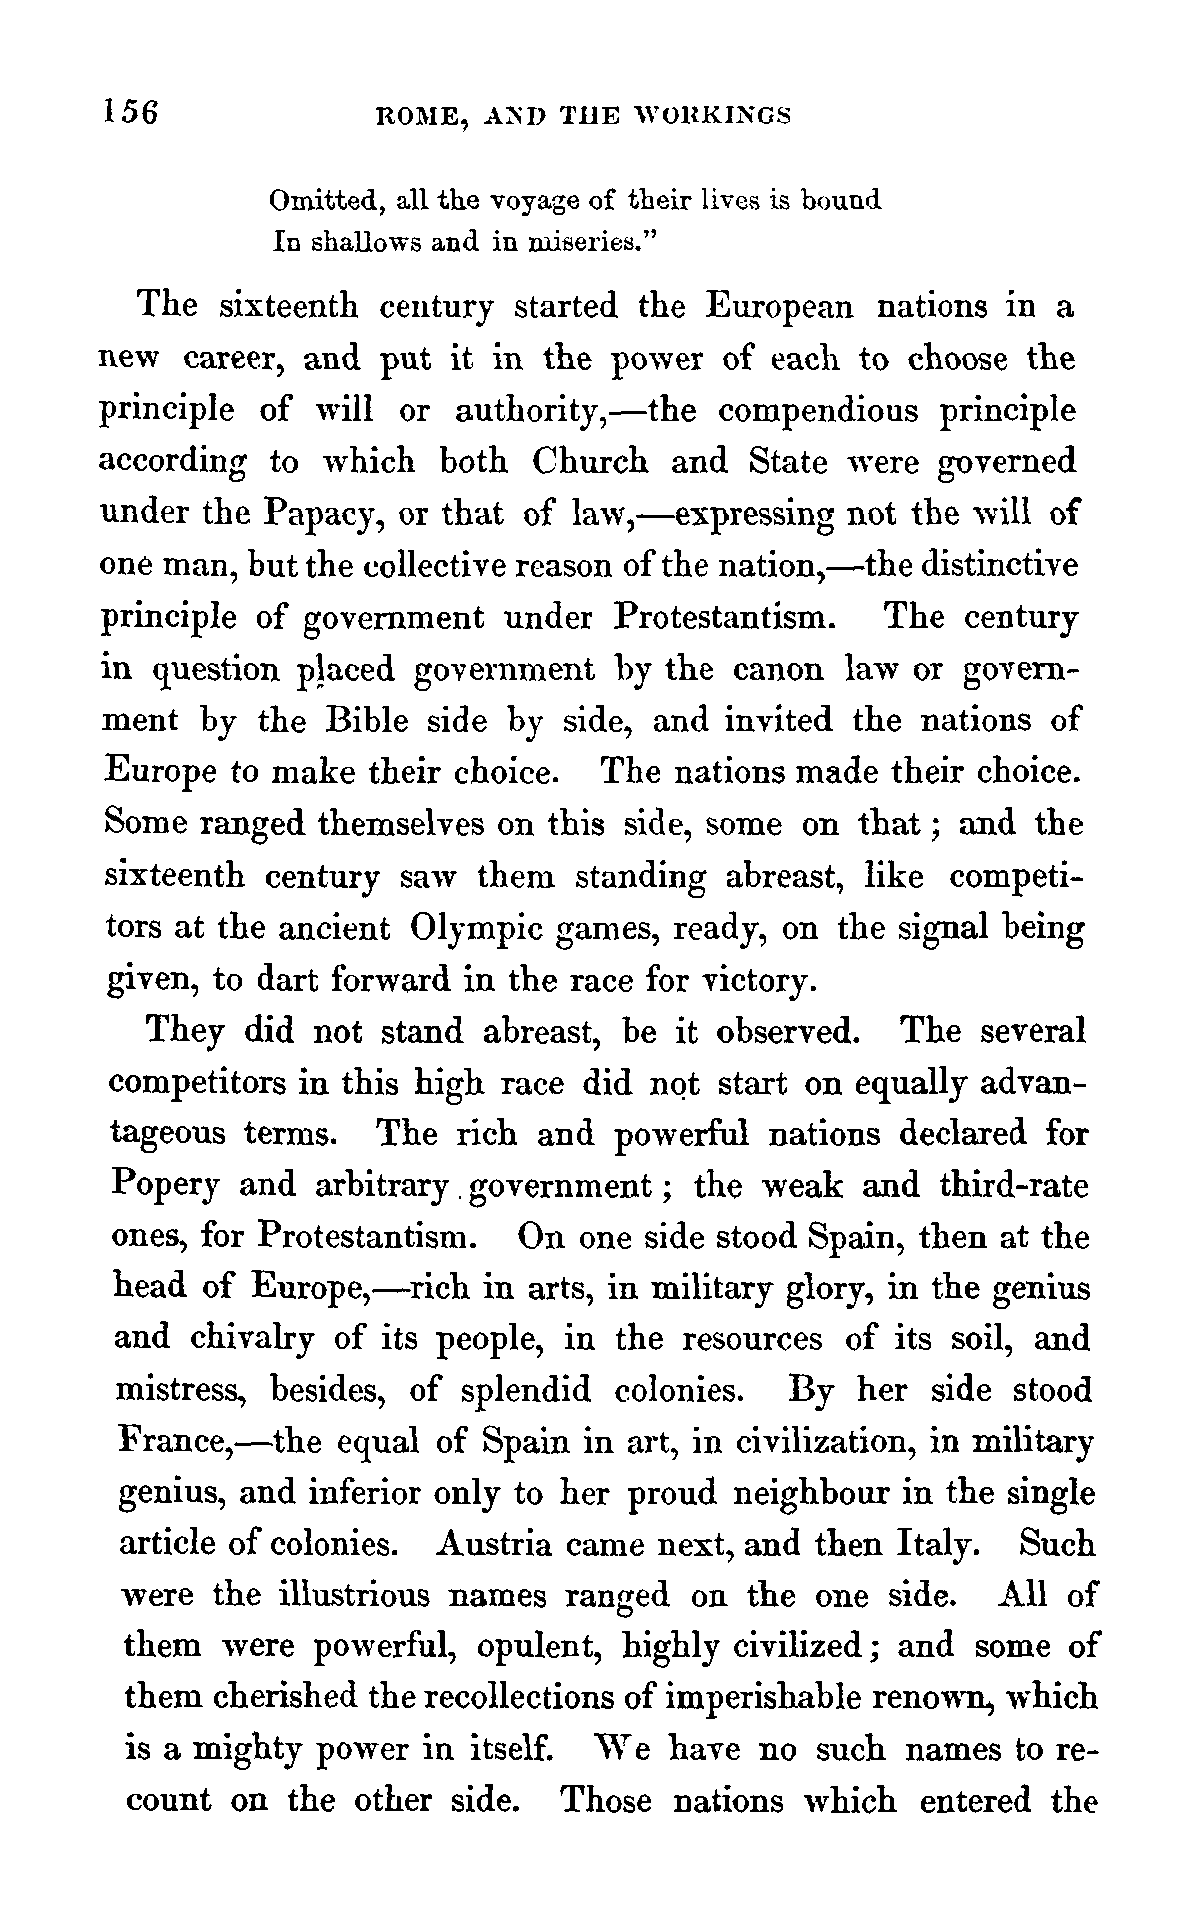 156 ROME, AND THE WORKINGS
Omitted, all the voyage of their lives is bound
In shallows and in miseries."
The sixteenth century started the European nations in a
new career, and put it in the power of each to choose the
principle of will or authority,—the compendious principle
according to which both Church and State were governed
under the Papacy, or that of law,—expressing not the will of
one man, but the collective reason of the nation,—the distinctive
principle of government under Protestantism. The century
in question placed government by the canon law or govern-
ment by the Bible side by side, and invited the nations of
Europe to make their choice. The nations made their choice.
Some ranged themselves on this side, some on that; and the
sixteenth century saw them standing abreast, like competi-
tors at the ancient Olympic games, ready, on the signal being
given, to dart forward in the race for victory.
They did not stand abreast, be it observed. The several
competitors in this high race did not start on equally advan-
tageous terms. The rich and powerful nations declared for
Popery and arbitrary government; the weak and third-rate
ones, for Protestantism. On one side stood Spain, then at the
head of Europe,—rich in arts, in military glory, in the genius
and chivalry of its people, in the resources of its soil, and
mistress, besides, of splendid colonies. By her side stood
France,—the equal of Spain in art, in civilization, in military
genius, and inferior only to her proud neighbour in the single
article of colonies. Austria came next, and then Italy. Such
were the illustrious names ranged on the one side. All of
them were powerful, opulent, highly civilized; and some of
them cherished the recollections of imperishable renown, which
is a mighty power in itself. We have no such names to re-
count on the other side. Those nations which entered the